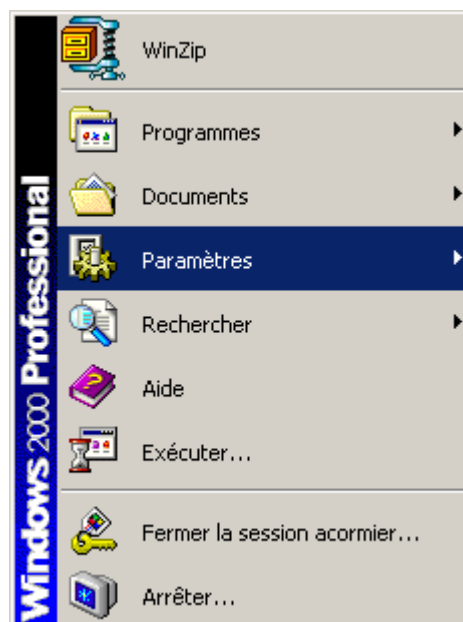 WinZip
Programmes
Documents
Paramètres
Rechercher
Aide
Exécuter...
Fermer la session acormier...
Arrêter...
Windows 2000 Professional